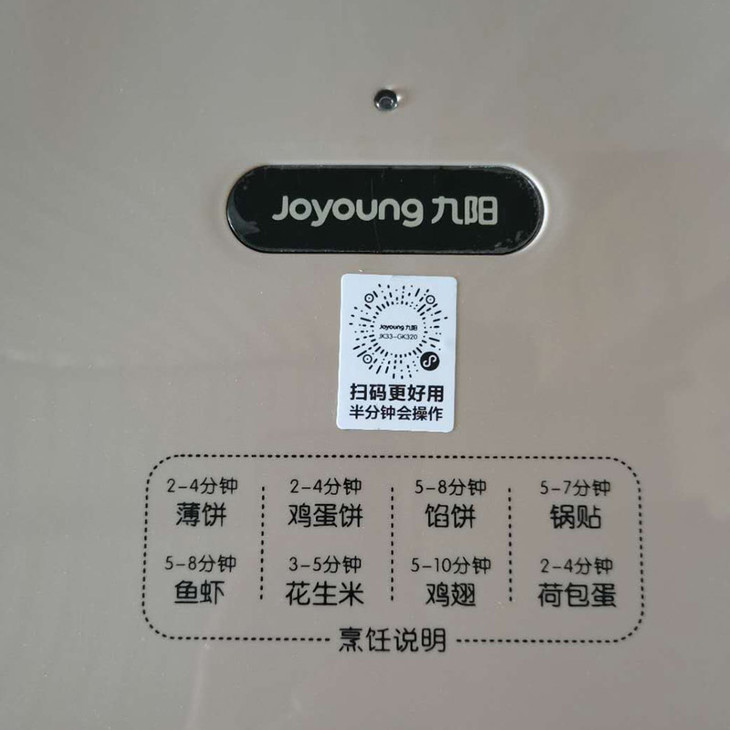 Joyoung 九阳
Joyoung 九阳
JK33-GK320
扫码更好用
半分钟会操作
2-4分钟 2-4分钟 5-8分钟 5-7分钟
薄饼 鸡蛋饼 馅饼 锅贴
5-8分钟 3-5分钟 5-10分钟 2-4分钟
鱼虾 花生米 鸡翅 荷包蛋
烹饪说明